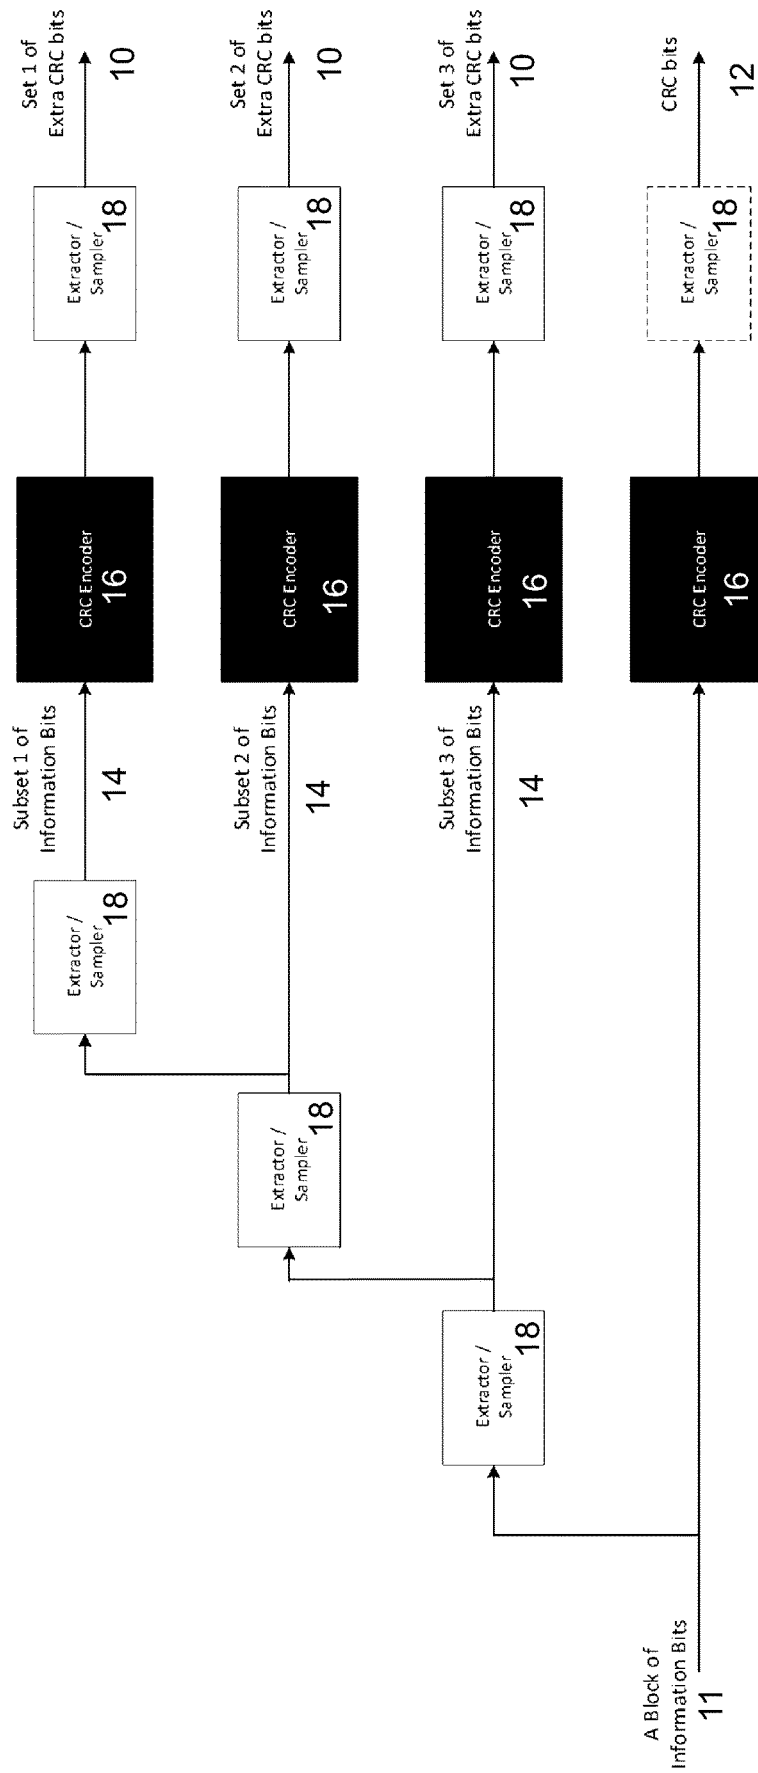 Set 1 of
Extra CRC bits
10
Set 2 of
Extra CRC bits
10
Set 3 of
Extra CRC bits
10
CRC bits
12
Extractor /
Sampler
18
Extractor /
Sampler
18
Extractor /
Sampler
18
Extractor /
Sampler
18
CRC Encoder
16
CRC Encoder
16
CRC Encoder
16
CRC Encoder
16
Subset 1 of
Information Bits
14
Subset 2 of
Information Bits
14
Subset 3 of
Information Bits
14
Extractor /
Sampler
18
Extractor /
Sampler
18
Extractor /
Sampler
18
A Block of
Information Bits
11